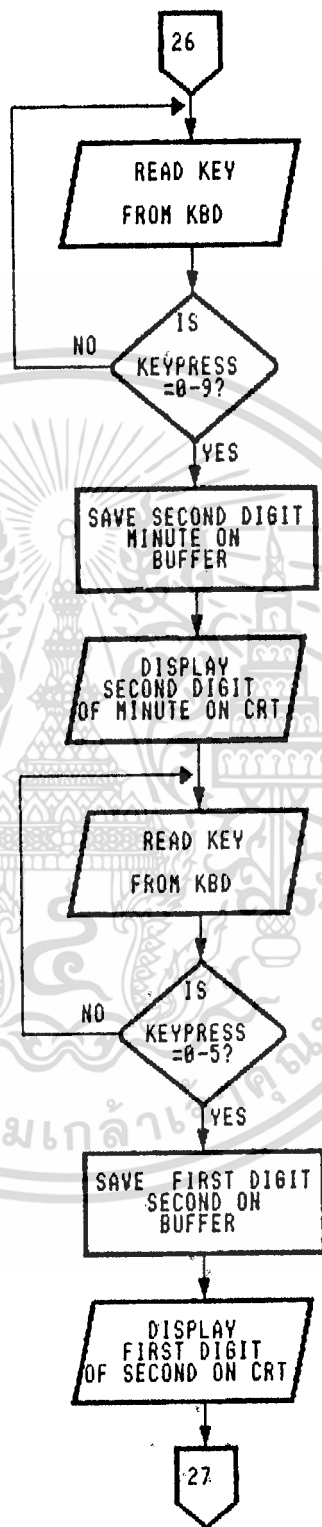 26
READ KEY
FROM KBD
IS
KEYPRESS
=0-9?
NO
YES
SAVE SECOND DIGIT
MINUTE ON
BUFFER
DISPLAY
SECOND DIGIT
OF MINUTE ON CRT
READ KEY
FROM KBD
IS
KEYPRESS
=0-5?
NO
YES
SAVE FIRST DIGIT
SECOND ON
BUFFER
DISPLAY
FIRST DIGIT
OF SECOND ON CRT
27